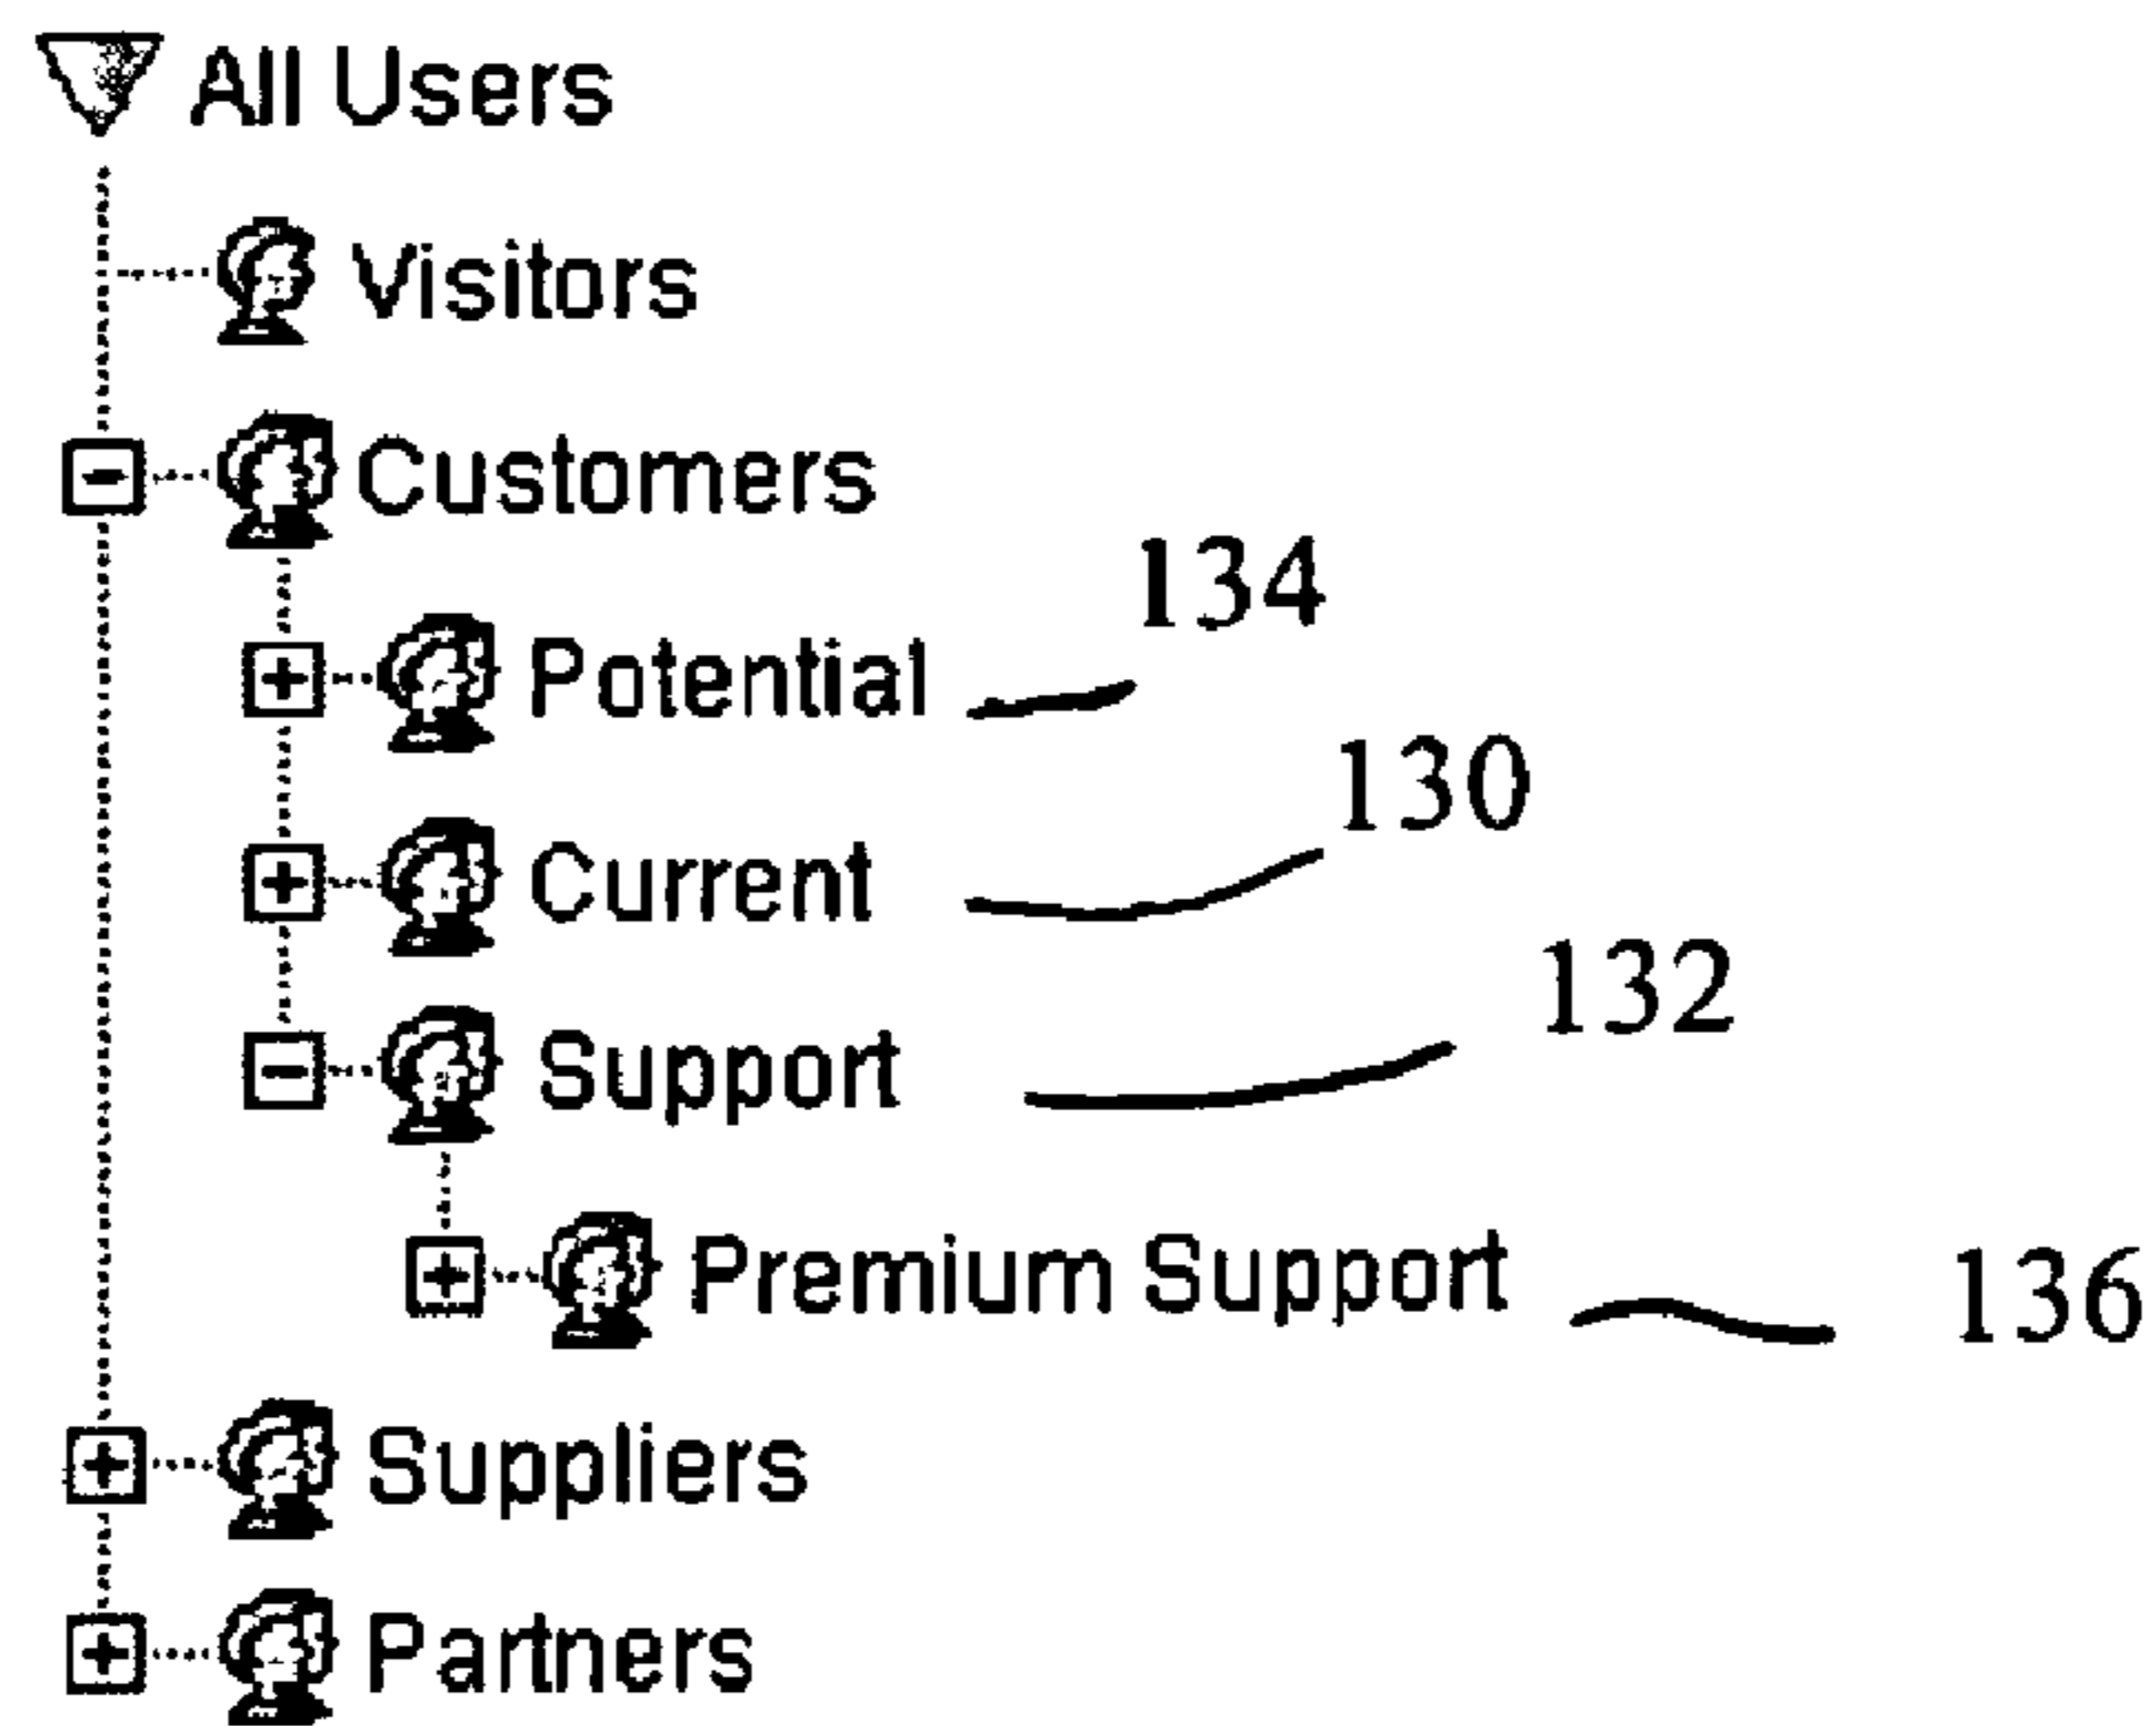 All Users
Visitors
Customers
134
Potential
130
Current
132
Support
Premium Support 136
Suppliers
Partners